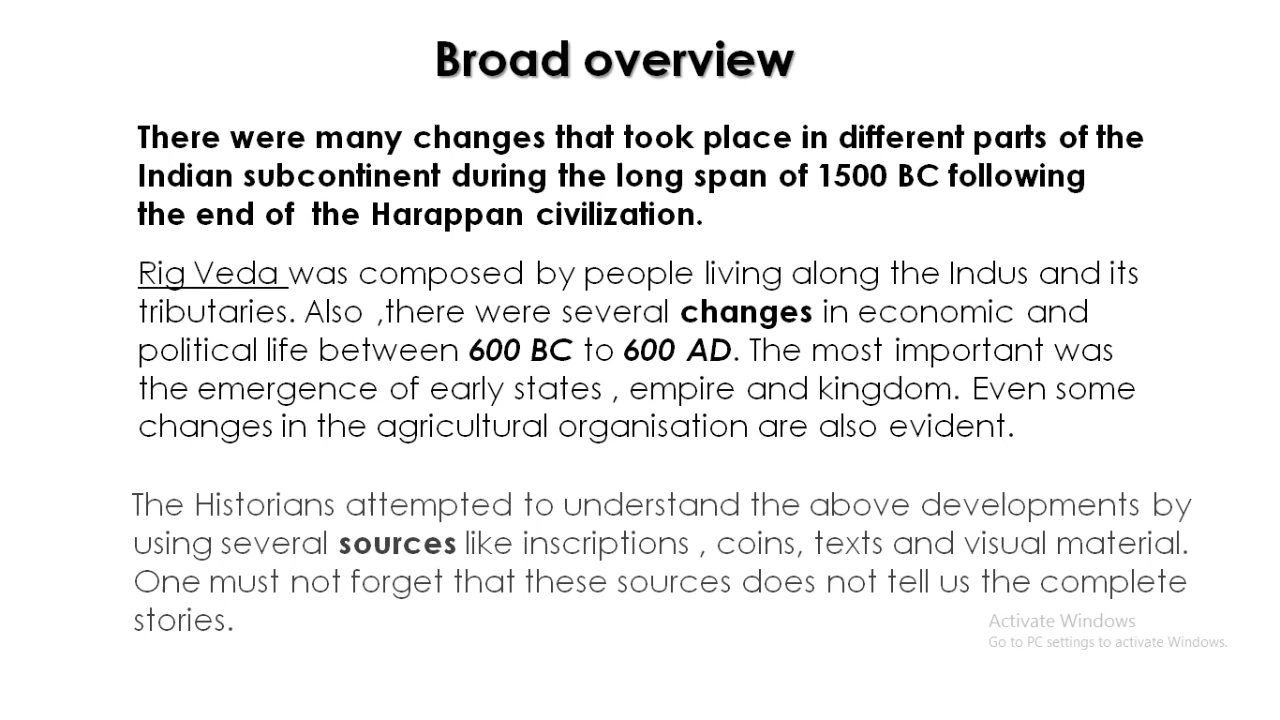 Broad overview
There were many changes that took place in different parts of the
Indian subcontinent during the long span of 1500 BC following
the end of the Harappan civilization.
Rig Veda was composed by people living along the Indus and its
tributaries. Also ,there were several changes in economic and
political life between 600 BC to 600 AD. The most important was
the emergence of early states , empire and kingdom. Even some
changes in the agricultural organisation are also evident.
The Historians attempted to understand the above developments by
using several sources like inscriptions , coins, texts and visual material.
One must not forget that these sources does not tell us the complete
stories.
Activate Windows
Go to PC settings to activate Windows.